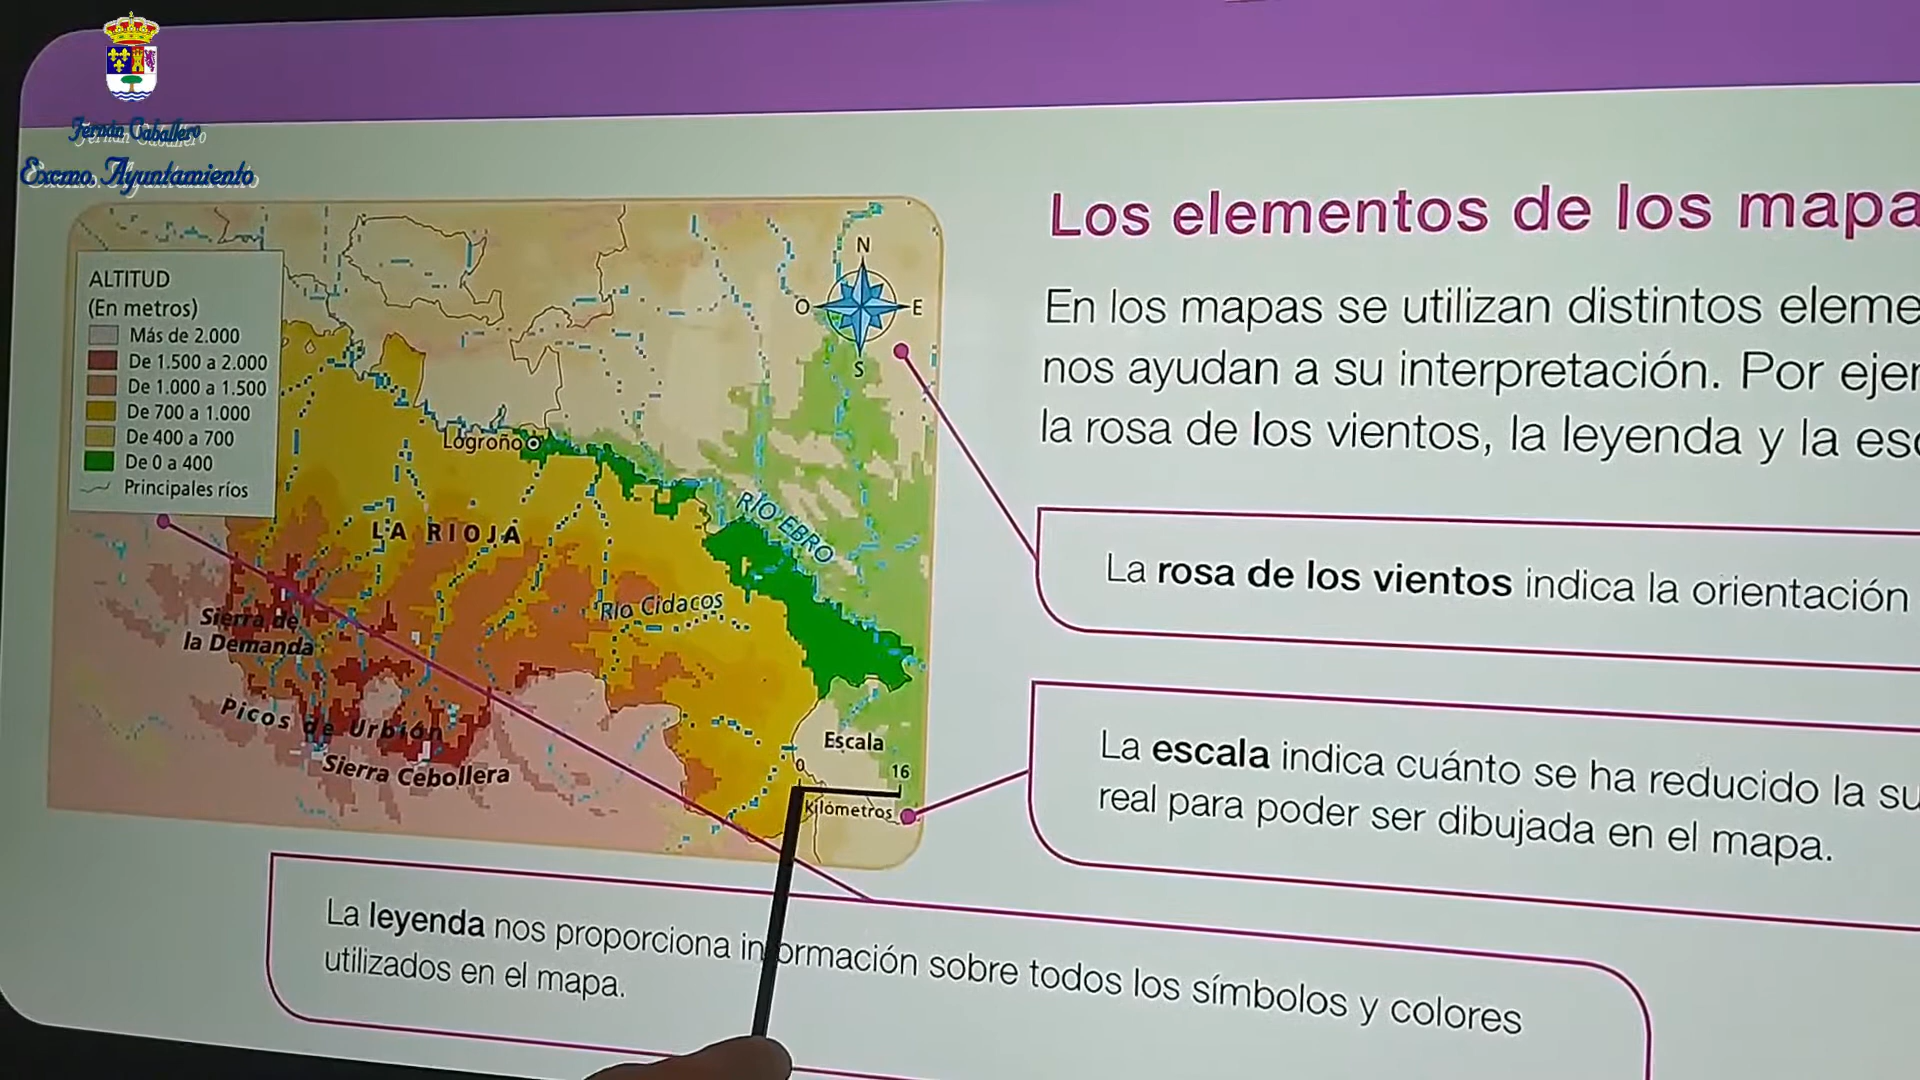 Fernán Caballero
Excmo. Ayuntamiento
ALTITUD
(En metros)
Más de 2.000
De 1.500 a 2.000
De 1.000 a 1.500
De 700 a 1.000
De 400 a 700
De 0 a 400
Principales ríos
N
O
E
S
Logroño
LA RIOJA
RÍO EBRO
Río Cidacos
Sierra de
la Demanda
Picos de Urbión
Sierra Cebollera
Escala
0
16
Kilómetros
Los elementos de los mapa
En los mapas se utilizan distintos eleme
nos ayudan a su interpretación. Por ejer
la rosa de los vientos, la leyenda y la esc
La rosa de los vientos indica la orientación
La escala indica cuánto se ha reducido la su
real para poder ser dibujada en el mapa.
La leyenda nos proporciona información sobre todos los símbolos y colores
utilizados en el mapa.